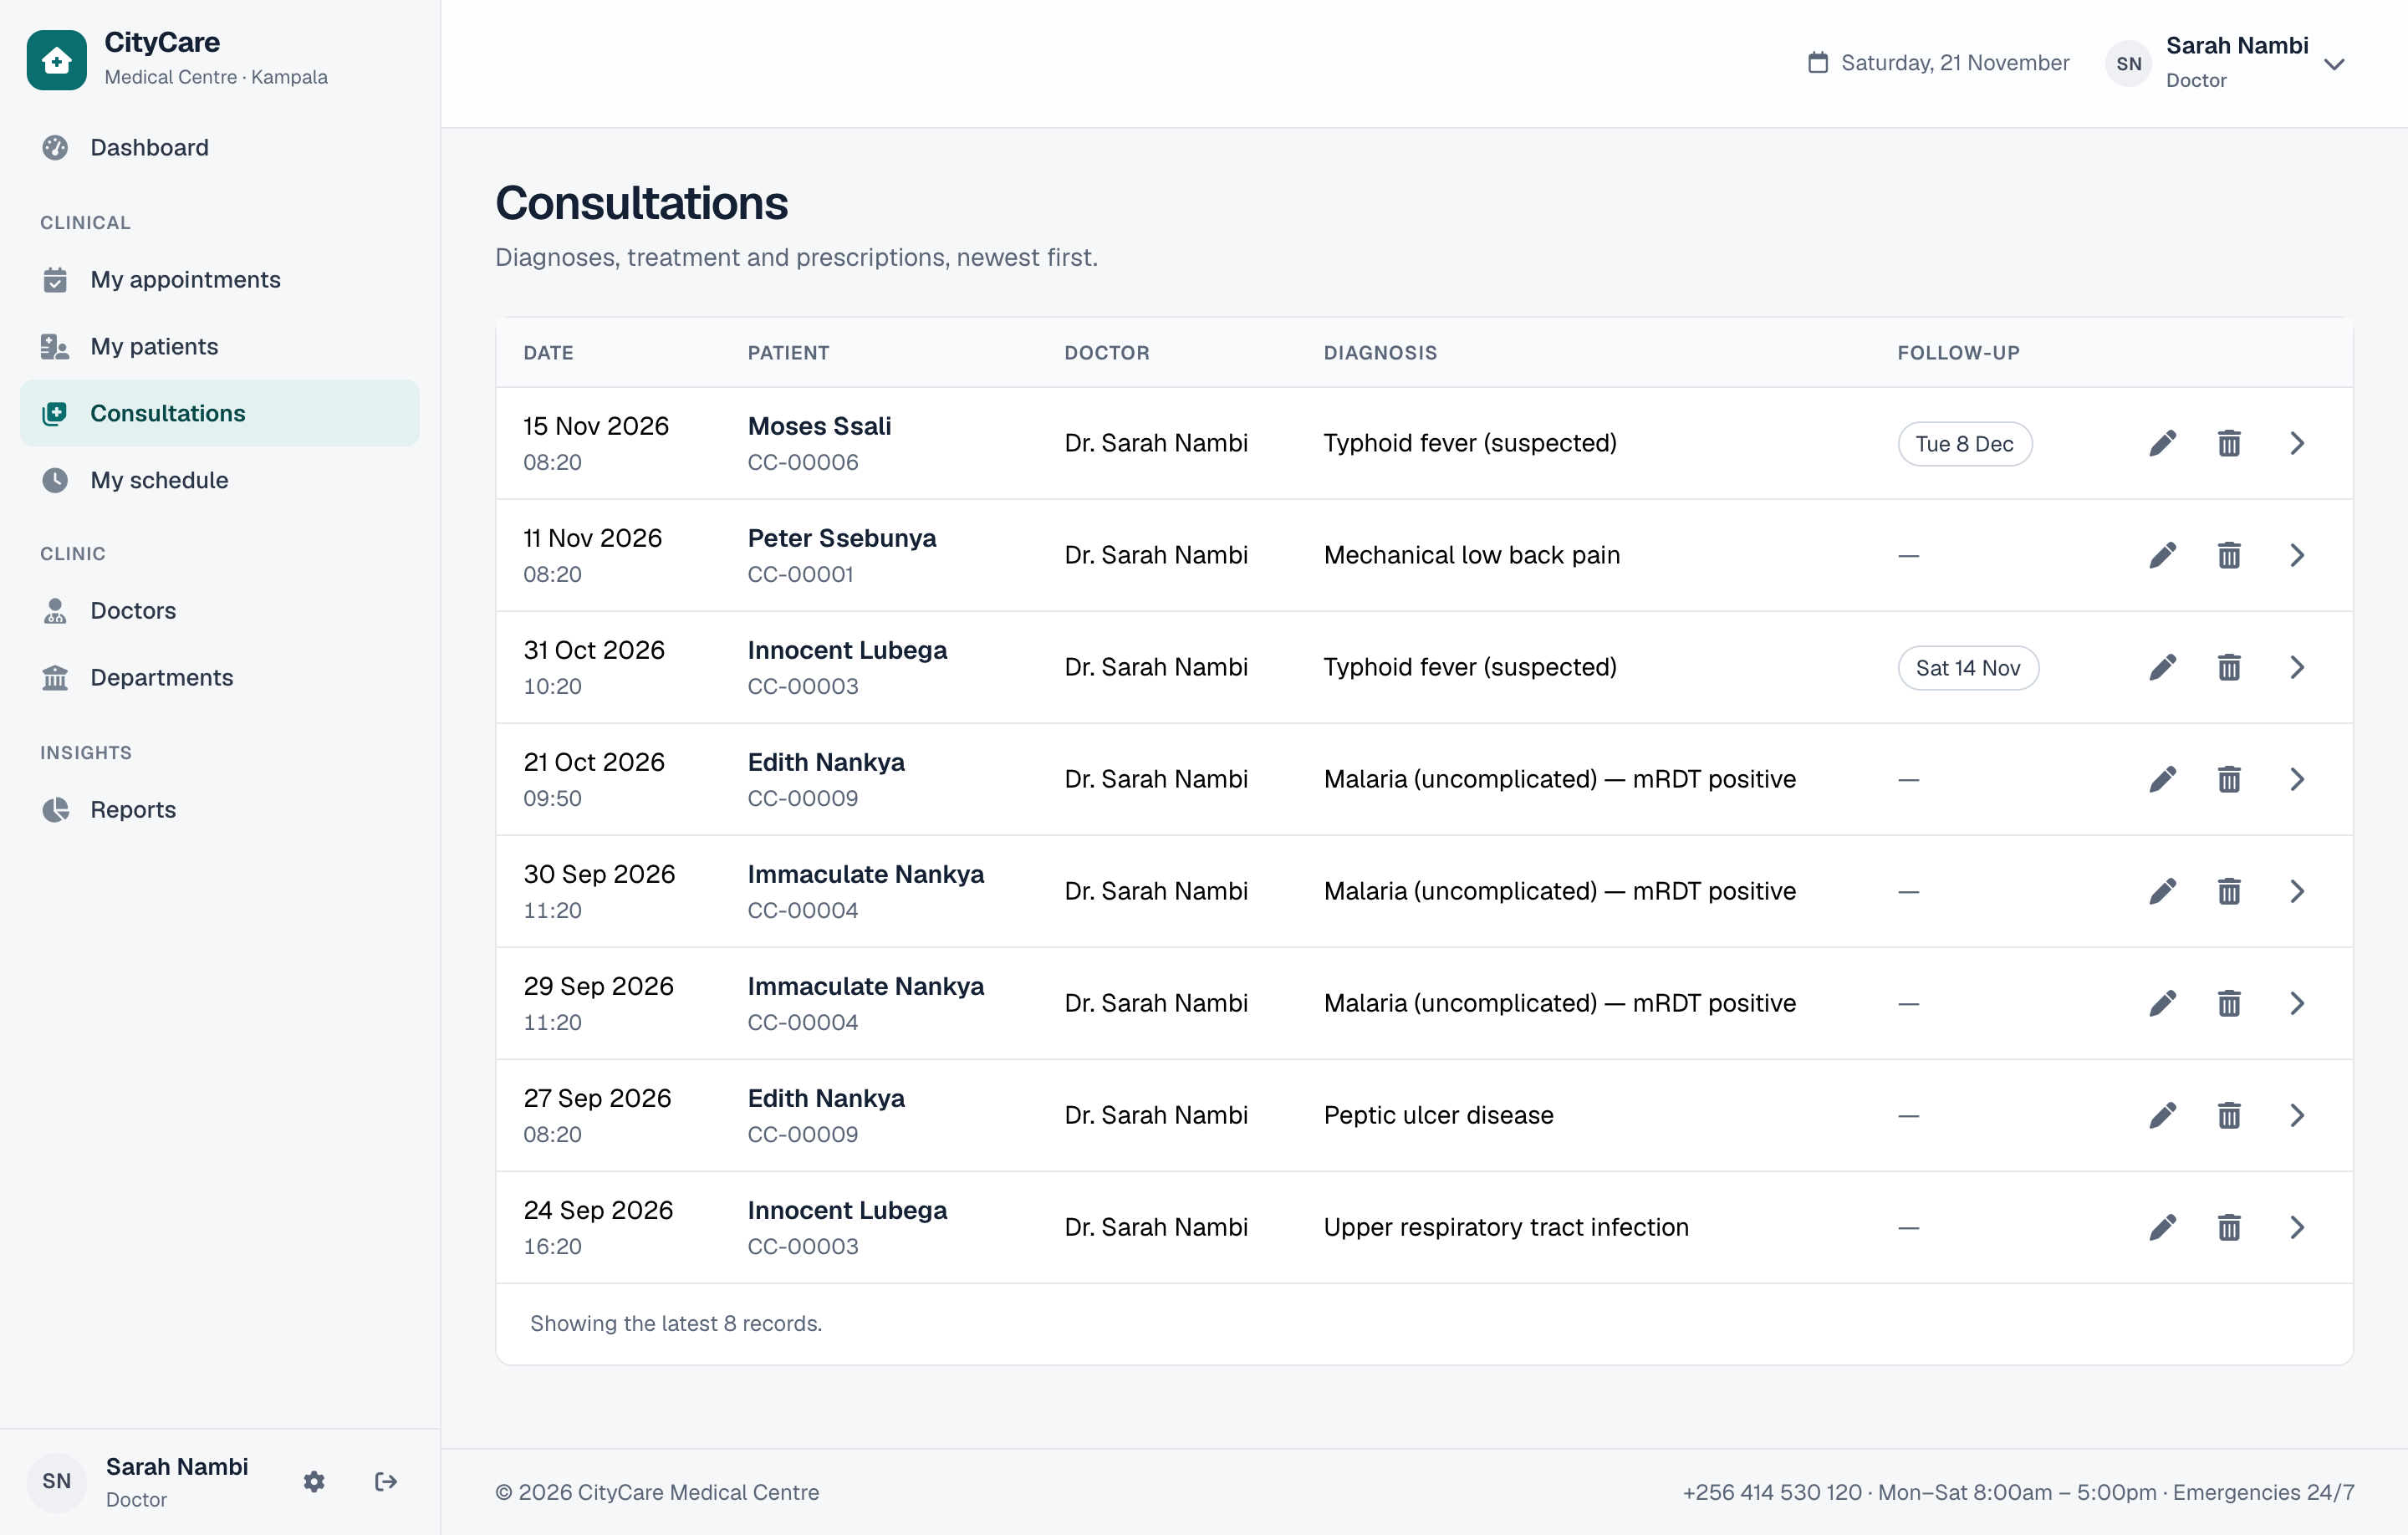 CityCare
Medical Centre · Kampala
Dashboard
CLINICAL
My appointments
My patients
Consultations
My schedule
CLINIC
Doctors
Departments
INSIGHTS
Reports
SN
Sarah Nambi
Doctor
Saturday, 21 November
SN
Sarah Nambi
Doctor
Consultations
Diagnoses, treatment and prescriptions, newest first.
DATE PATIENT DOCTOR DIAGNOSIS FOLLOW-UP
15 Nov 2026 Moses Ssali Dr. Sarah Nambi Typhoid fever (suspected) Tue 8 Dec
08:20 CC-00006
11 Nov 2026 Peter Ssebunya Dr. Sarah Nambi Mechanical low back pain —
08:20 CC-00001
31 Oct 2026 Innocent Lubega Dr. Sarah Nambi Typhoid fever (suspected) Sat 14 Nov
10:20 CC-00003
21 Oct 2026 Edith Nankya Dr. Sarah Nambi Malaria (uncomplicated) — mRDT positive —
09:50 CC-00009
30 Sep 2026 Immaculate Nankya Dr. Sarah Nambi Malaria (uncomplicated) — mRDT positive —
11:20 CC-00004
29 Sep 2026 Immaculate Nankya Dr. Sarah Nambi Malaria (uncomplicated) — mRDT positive —
11:20 CC-00004
27 Sep 2026 Edith Nankya Dr. Sarah Nambi Peptic ulcer disease —
08:20 CC-00009
24 Sep 2026 Innocent Lubega Dr. Sarah Nambi Upper respiratory tract infection —
16:20 CC-00003
Showing the latest 8 records.
© 2026 CityCare Medical Centre
+256 414 530 120 · Mon–Sat 8:00am – 5:00pm · Emergencies 24/7